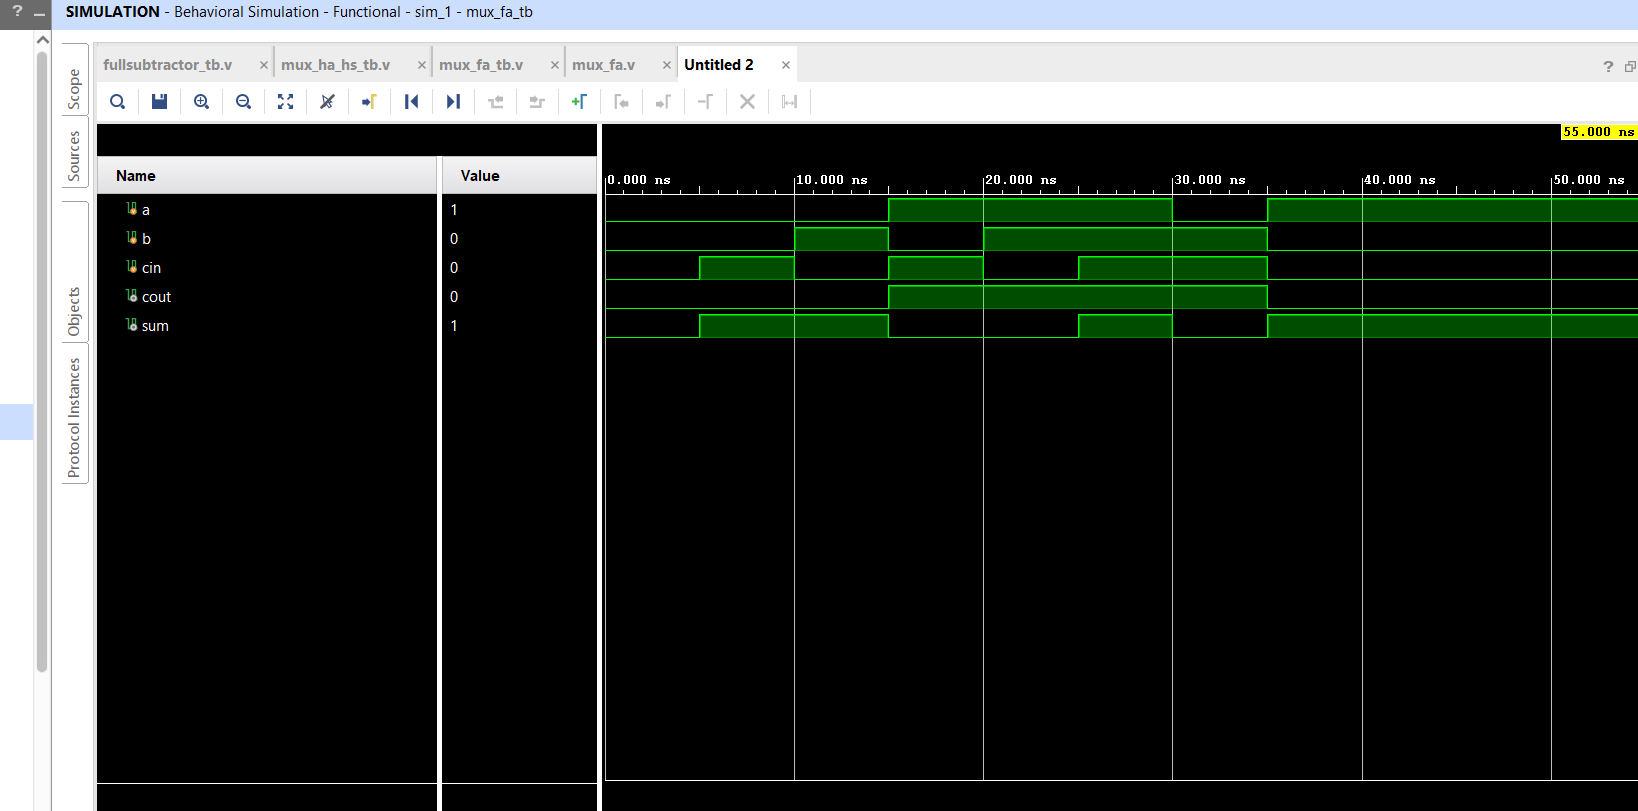 ? _ SIMULATION - Behavioral Simulation - Functional - sim_1 - mux_fa_tb
Scope
Sources
Objects
Protocol Instances
fullsubtractor_tb.v × mux_ha_hs_tb.v × mux_fa_tb.v × mux_fa.v × Untitled 2 × ?
55.000 ns
Name Value
0.000 ns 10.000 ns 20.000 ns 30.000 ns 40.000 ns 50.000 ns
a 1
b 0
cin 0
cout 0
sum 1